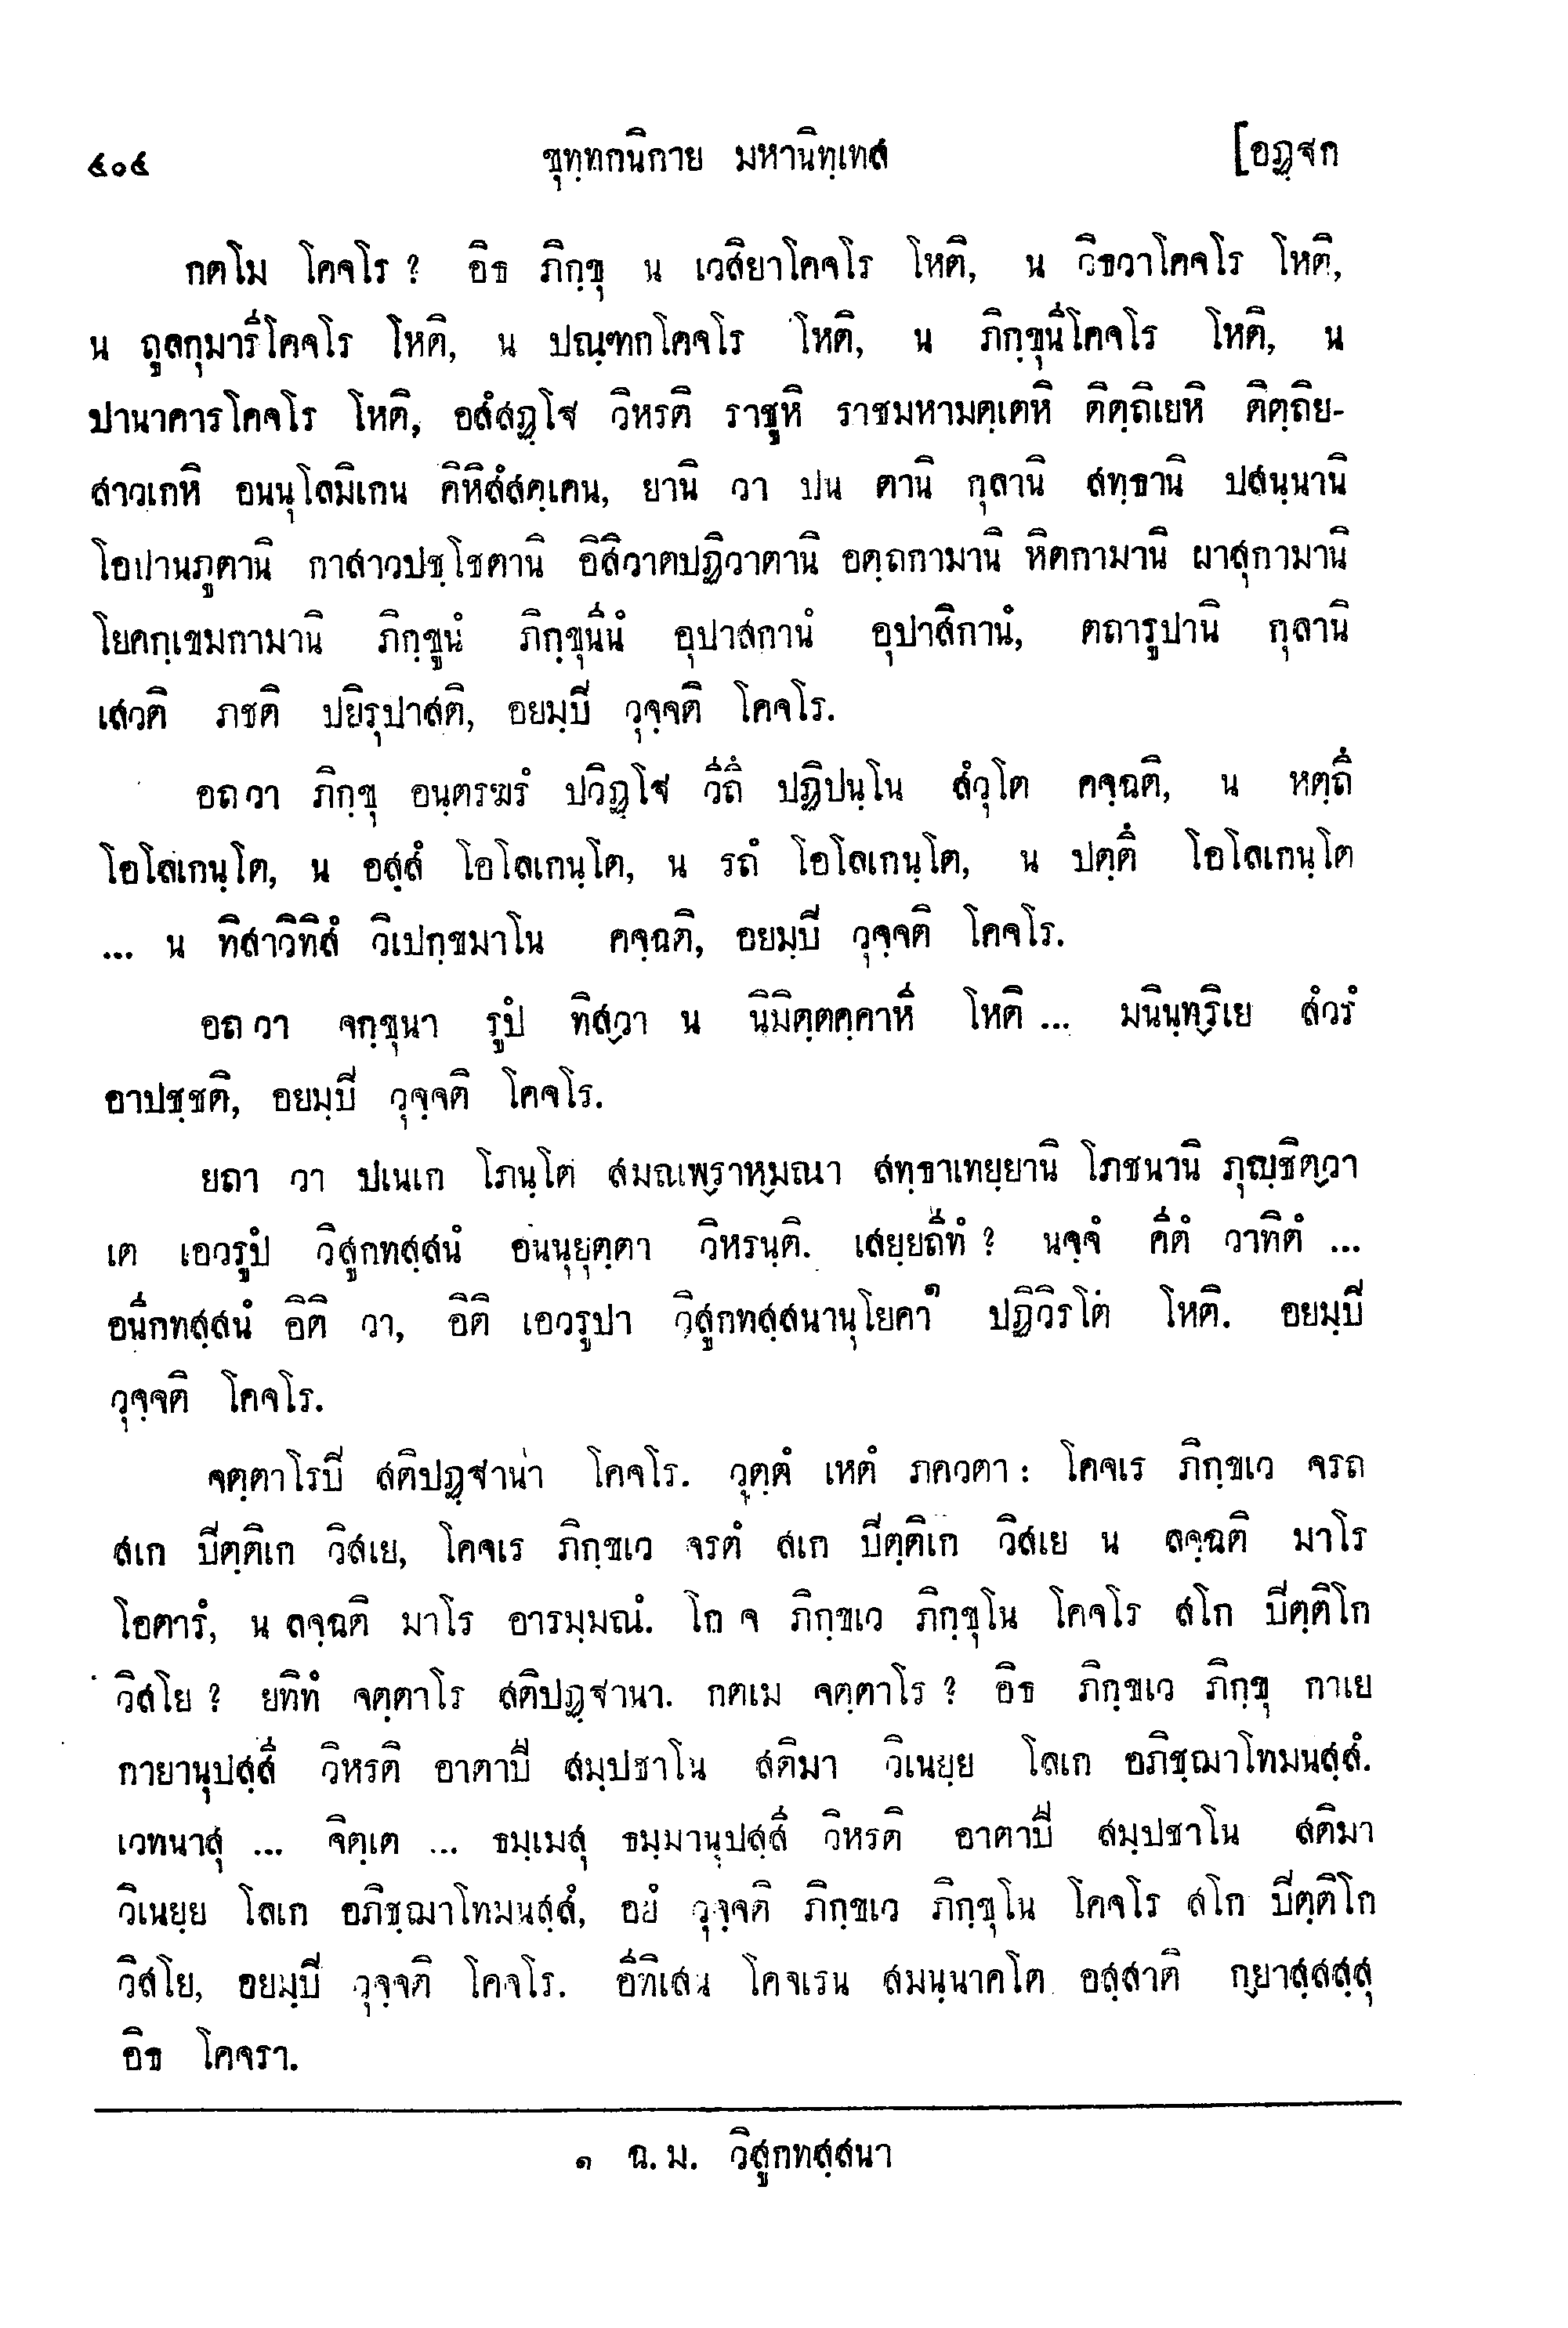 ๔๐๔ ขุทฺทกนิกาย มหานิทฺเทส [อฏฺฐก
กตโม โคจโร ? อิธ ภิกฺขุ น เวสิยาโคจโร โหติ, น วิธวาโคจโร โหติ,
น ถูลกุมารีโคจโร โหติ, น ปณฺฑกโคจโร โหติ, น ภิกฺขุนีโคจโร โหติ, น
ปานาคารโคจโร โหติ, อสํสฏฺโฐ วิหรติ ราชูหิ ราชมหามตฺเตหิ ติตฺถิเยหิ ติตฺถิย-
สาวเกหิ อนนุโลมิเกน คิหิสํสคฺเคน, ยานิ วา ปน ตานิ กุลานิ สทฺธานิ ปสนฺนานิ
โอปานภูตานิ กาสาวปชฺโชตานิ อิสิวาตปฏิวาตานิ อตฺถกามานิ หิตกามานิ ผาสุกามานิ
โยคกฺเขมกามานิ ภิกฺขูนํ ภิกฺขุนีนํ อุปาสกานํ อุปาสิกานํ, ตถารูปานิ กุลานิ
เสวติ ภชติ ปยิรุปาสติ, อยมฺปิ วุจฺจติ โคจโร.
อถ วา ภิกฺขุ อนฺตรฆรํ ปวิฏฺโฐ วีถึ ปฏิปนฺโน สํวุโต คจฺฉติ, น หตฺถึ
โอโลเกนฺโต, น อสฺสํ โอโลเกนฺโต, น รถํ โอโลเกนฺโต, น ปตฺตึ โอโลเกนฺโต
... น ทิสาวิทิสํ วิเปกฺขมาโน คจฺฉติ, อยมฺปิ วุจฺจติ โคจโร.
อถ วา จกฺขุนา รูปํ ทิสฺวา น นิมิตฺตคฺคาหี โหติ ... มนินฺทฺริเย สํวรํ
อาปชฺชติ, อยมฺปิ วุจฺจติ โคจโร.
ยถา วา ปเนเก โภนฺโต สมณพฺราหฺมณา สทฺธาเทยฺยานิ โภชนานิ ภุญฺชิตฺวา
เต เอวรูปํ วิสูกทสฺสนํ อนนุยุตฺตา วิหรนฺติ. เสยฺยถีทํ ? นจฺจํ คีตํ วาทิตํ ...
อนีกทสฺสนํ อิติ วา, อิติ เอวรูปา วิสูกทสฺสนานุโยคา๑ ปฏิวิรโต โหติ. อยมฺปิ
วุจฺจติ โคจโร.
จตฺตาโรปิ สติปฏฺฐานา โคจโร. วุตฺตํ เหตํ ภควตา : โคจเร ภิกฺขเว จรถ
สเก ปิตฺติเก วิสเย, โคจเร ภิกฺขเว จรตํ สเก ปิตฺติเก วิสเย น ลจฺฉติ มาโร
โอตารํ, น ลจฺฉติ มาโร อารมฺมณํ. โก จ ภิกฺขเว ภิกฺขุโน โคจโร สโก ปิตฺติโก
วิสโย ? ยทิทํ จตฺตาโร สติปฏฺฐานา. กตเม จตฺตาโร ? อิธ ภิกฺขเว ภิกฺขุ กาเย
กายานุปสฺสี วิหรติ อาตาปี สมฺปชาโน สติมา วิเนยฺย โลเก อภิชฺฌาโทมนสฺสํ.
เวทนาสุ ... จิตฺเต ... ธมฺเมสุ ธมฺมานุปสฺสี วิหรติ อาตาปี สมฺปชาโน สติมา
วิเนยฺย โลเก อภิชฺฌาโทมนสฺสํ, อยํ วุจฺจติ ภิกฺขเว ภิกฺขุโน โคจโร สโก ปิตฺติโก
วิสโย, อยมฺปิ วุจฺจติ โคจโร. อีทิเสน โคจเรน สมนฺนาคโต อสฺสาติ กฺยาสฺสสฺสุ
อิธ โคจรา.
๑ ฉ. ม. วิสูกทสฺสนา